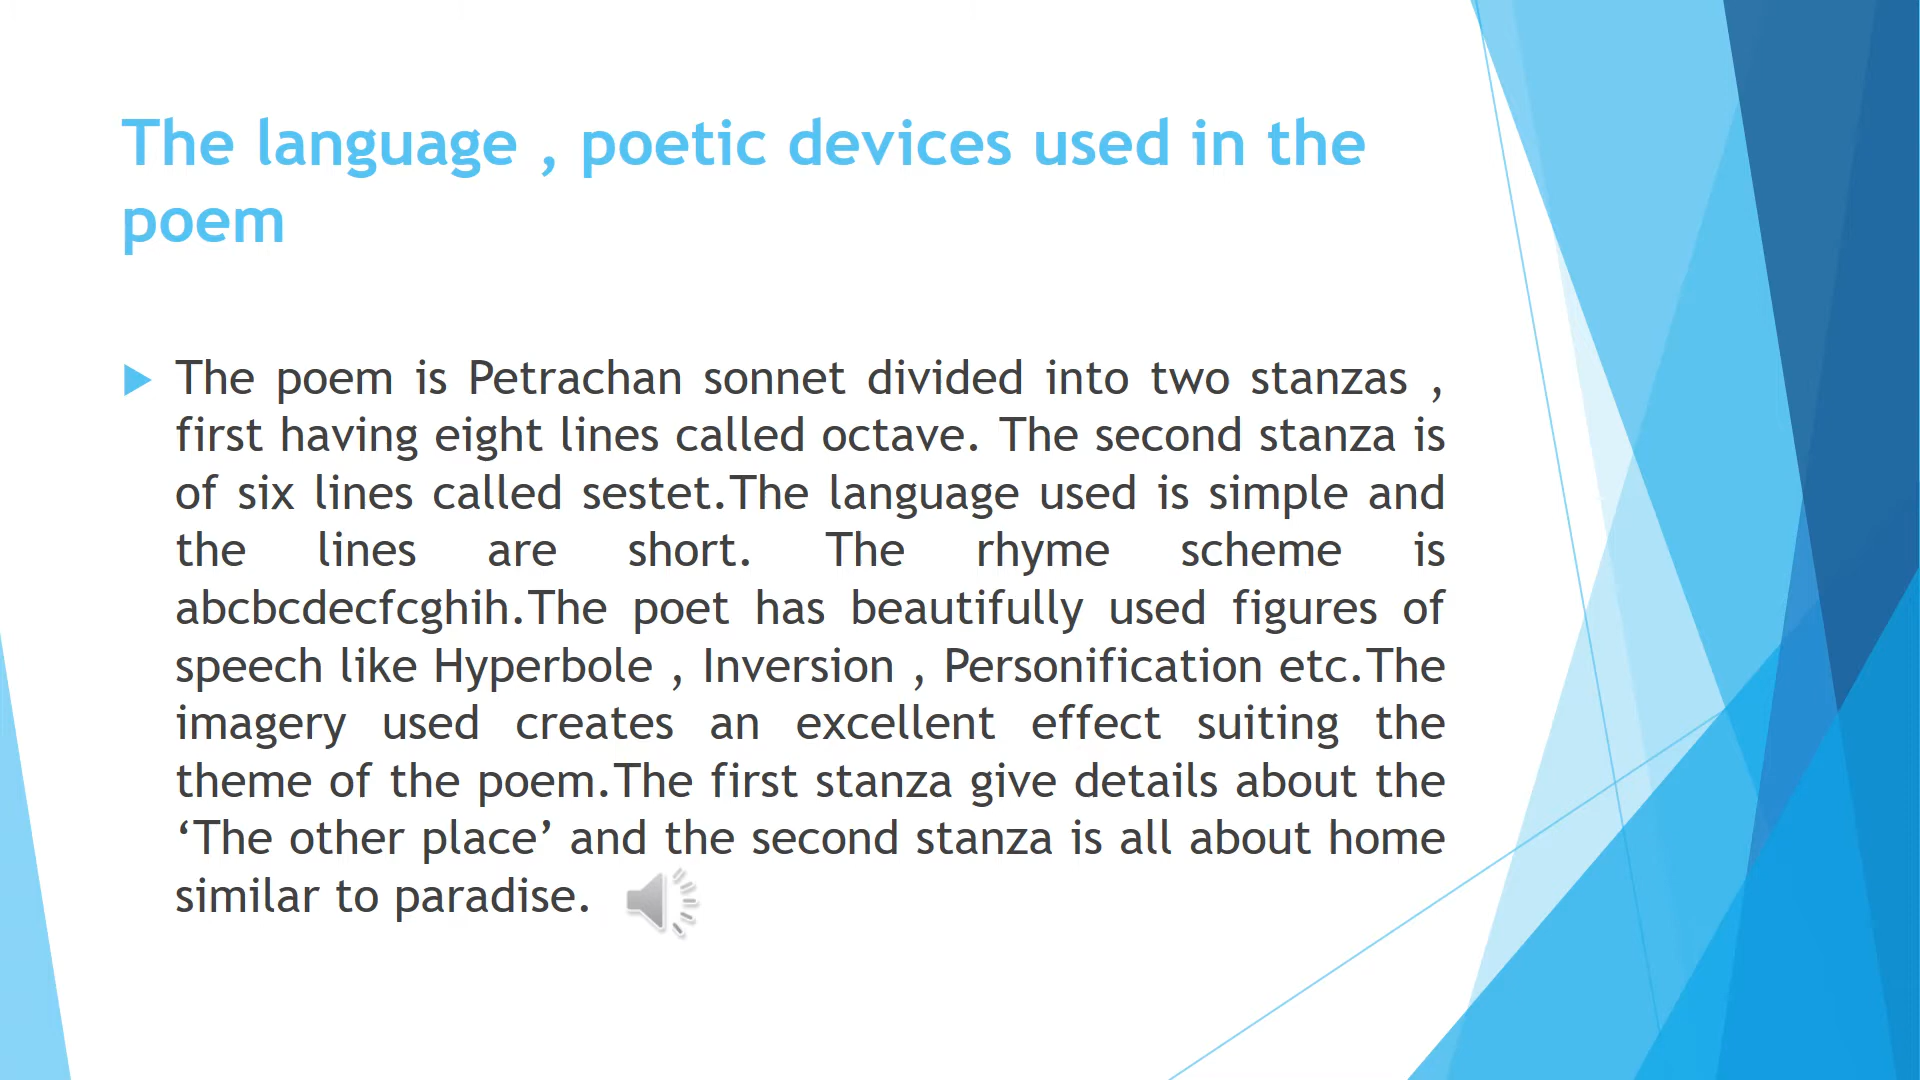 The language , poetic devices used in the
poem
The poem is Petrachan sonnet divided into two stanzas ,
first having eight lines called octave. The second stanza is
of six lines called sestet.The language used is simple and
the lines are short. The rhyme scheme is
abcbcdecfcghih.The poet has beautifully used figures of
speech like Hyperbole , Inversion , Personification etc.The
imagery used creates an excellent effect suiting the
theme of the poem.The first stanza give details about the
‘The other place’ and the second stanza is all about home
similar to paradise.